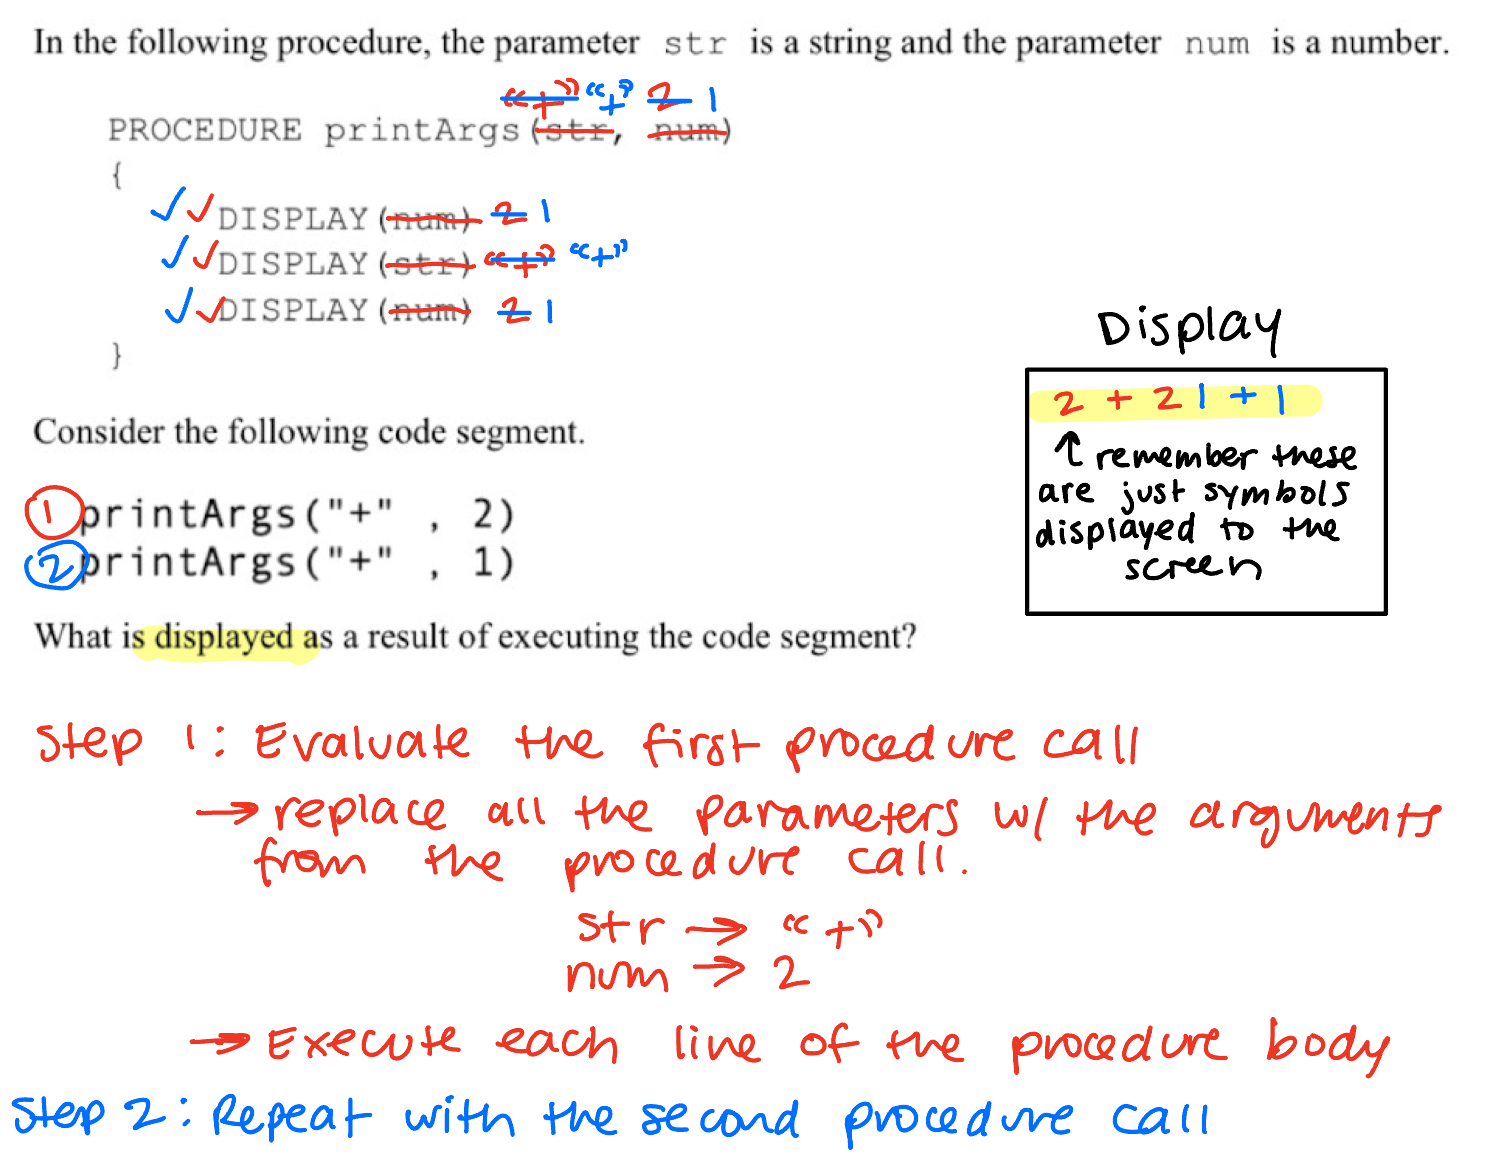 In the following procedure, the parameter str is a string and the parameter num is a number.
“+” “+” 2 1
PROCEDURE printArgs(str, num)
{
DISPLAY(num) 2 1
DISPLAY(str) “+” “+”
DISPLAY(num) 2 1
}
Display
2 + 2 1 + 1
↑ remember these
are just symbols
displayed to the
screen
Consider the following code segment.
1 printArgs("+" , 2)
2 printArgs("+" , 1)
What is displayed as a result of executing the code segment?
Step 1: Evaluate the first procedure call
→ replace all the parameters w/ the arguments
from the procedure call.
str → “+”
num → 2
→ Execute each line of the procedure body
Step 2: Repeat with the second procedure call